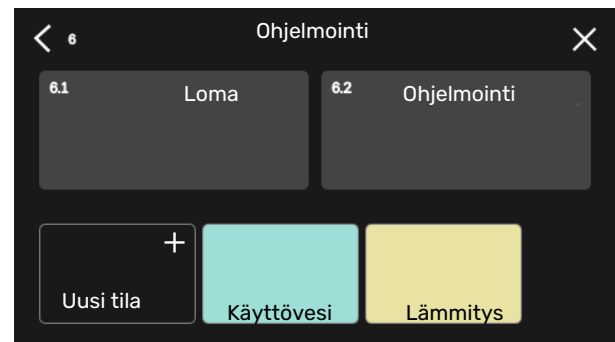 6
Ohjelmointi
6.1
Loma
6.2
Ohjelmointi
Uusi tila
Käyttövesi
Lämmitys